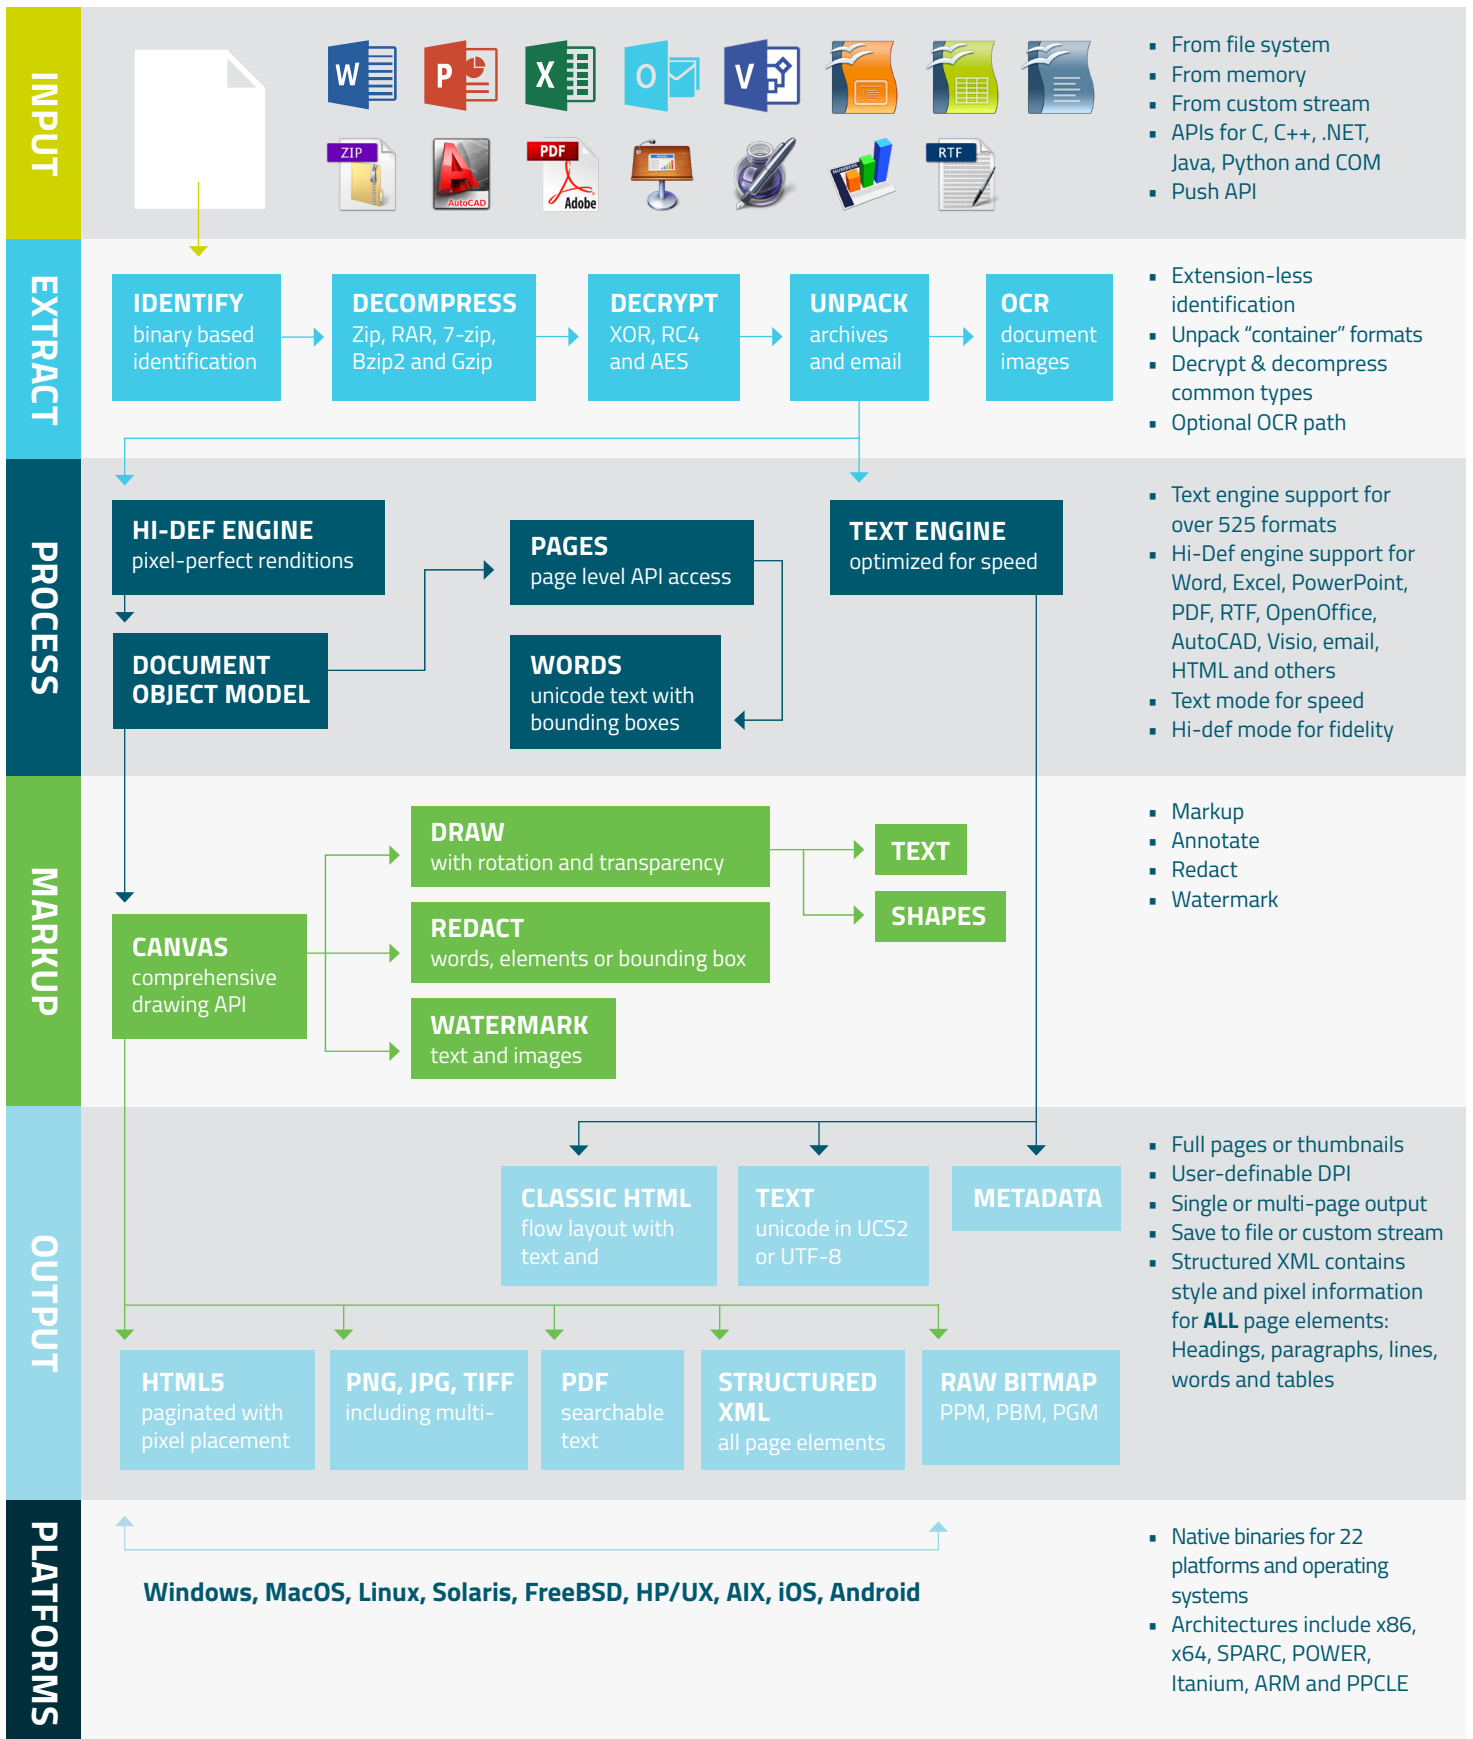 INPUT
W
P
X
O
V
ZIP
AutoCAD
PDF
Adobe
NUMBERS
RTF
▪ From file system
▪ From memory
▪ From custom stream
▪ APIs for C, C++, .NET,
Java, Python and COM
▪ Push API
EXTRACT
IDENTIFY
binary based
identification
DECOMPRESS
Zip, RAR, 7-zip,
Bzip2 and Gzip
DECRYPT
XOR, RC4
and AES
UNPACK
archives
and email
OCR
document
images
▪ Extension-less
identification
▪ Unpack “container” formats
▪ Decrypt & decompress
common types
▪ Optional OCR path
PROCESS
HI-DEF ENGINE
pixel-perfect renditions
DOCUMENT
OBJECT MODEL
PAGES
page level API access
WORDS
unicode text with
bounding boxes
TEXT ENGINE
optimized for speed
▪ Text engine support for
over 525 formats
▪ Hi-Def engine support for
Word, Excel, PowerPoint,
PDF, RTF, OpenOffice,
AutoCAD, Visio, email,
HTML and others
▪ Text mode for speed
▪ Hi-def mode for fidelity
MARKUP
CANVAS
comprehensive
drawing API
DRAW
with rotation and transparency
REDACT
words, elements or bounding box
WATERMARK
text and images
TEXT
SHAPES
▪ Markup
▪ Annotate
▪ Redact
▪ Watermark
OUTPUT
CLASSIC HTML
flow layout with
text and
TEXT
unicode in UCS2
or UTF-8
METADATA
HTML5
paginated with
pixel placement
PNG, JPG, TIFF
including multi-
PDF
searchable
text
STRUCTURED
XML
all page elements
RAW BITMAP
PPM, PBM, PGM
▪ Full pages or thumbnails
▪ User-definable DPI
▪ Single or multi-page output
▪ Save to file or custom stream
▪ Structured XML contains
style and pixel information
for ALL page elements:
Headings, paragraphs, lines,
words and tables
PLATFORMS
Windows, MacOS, Linux, Solaris, FreeBSD, HP/UX, AIX, iOS, Android
▪ Native binaries for 22
platforms and operating
systems
▪ Architectures include x86,
x64, SPARC, POWER,
Itanium, ARM and PPCLE